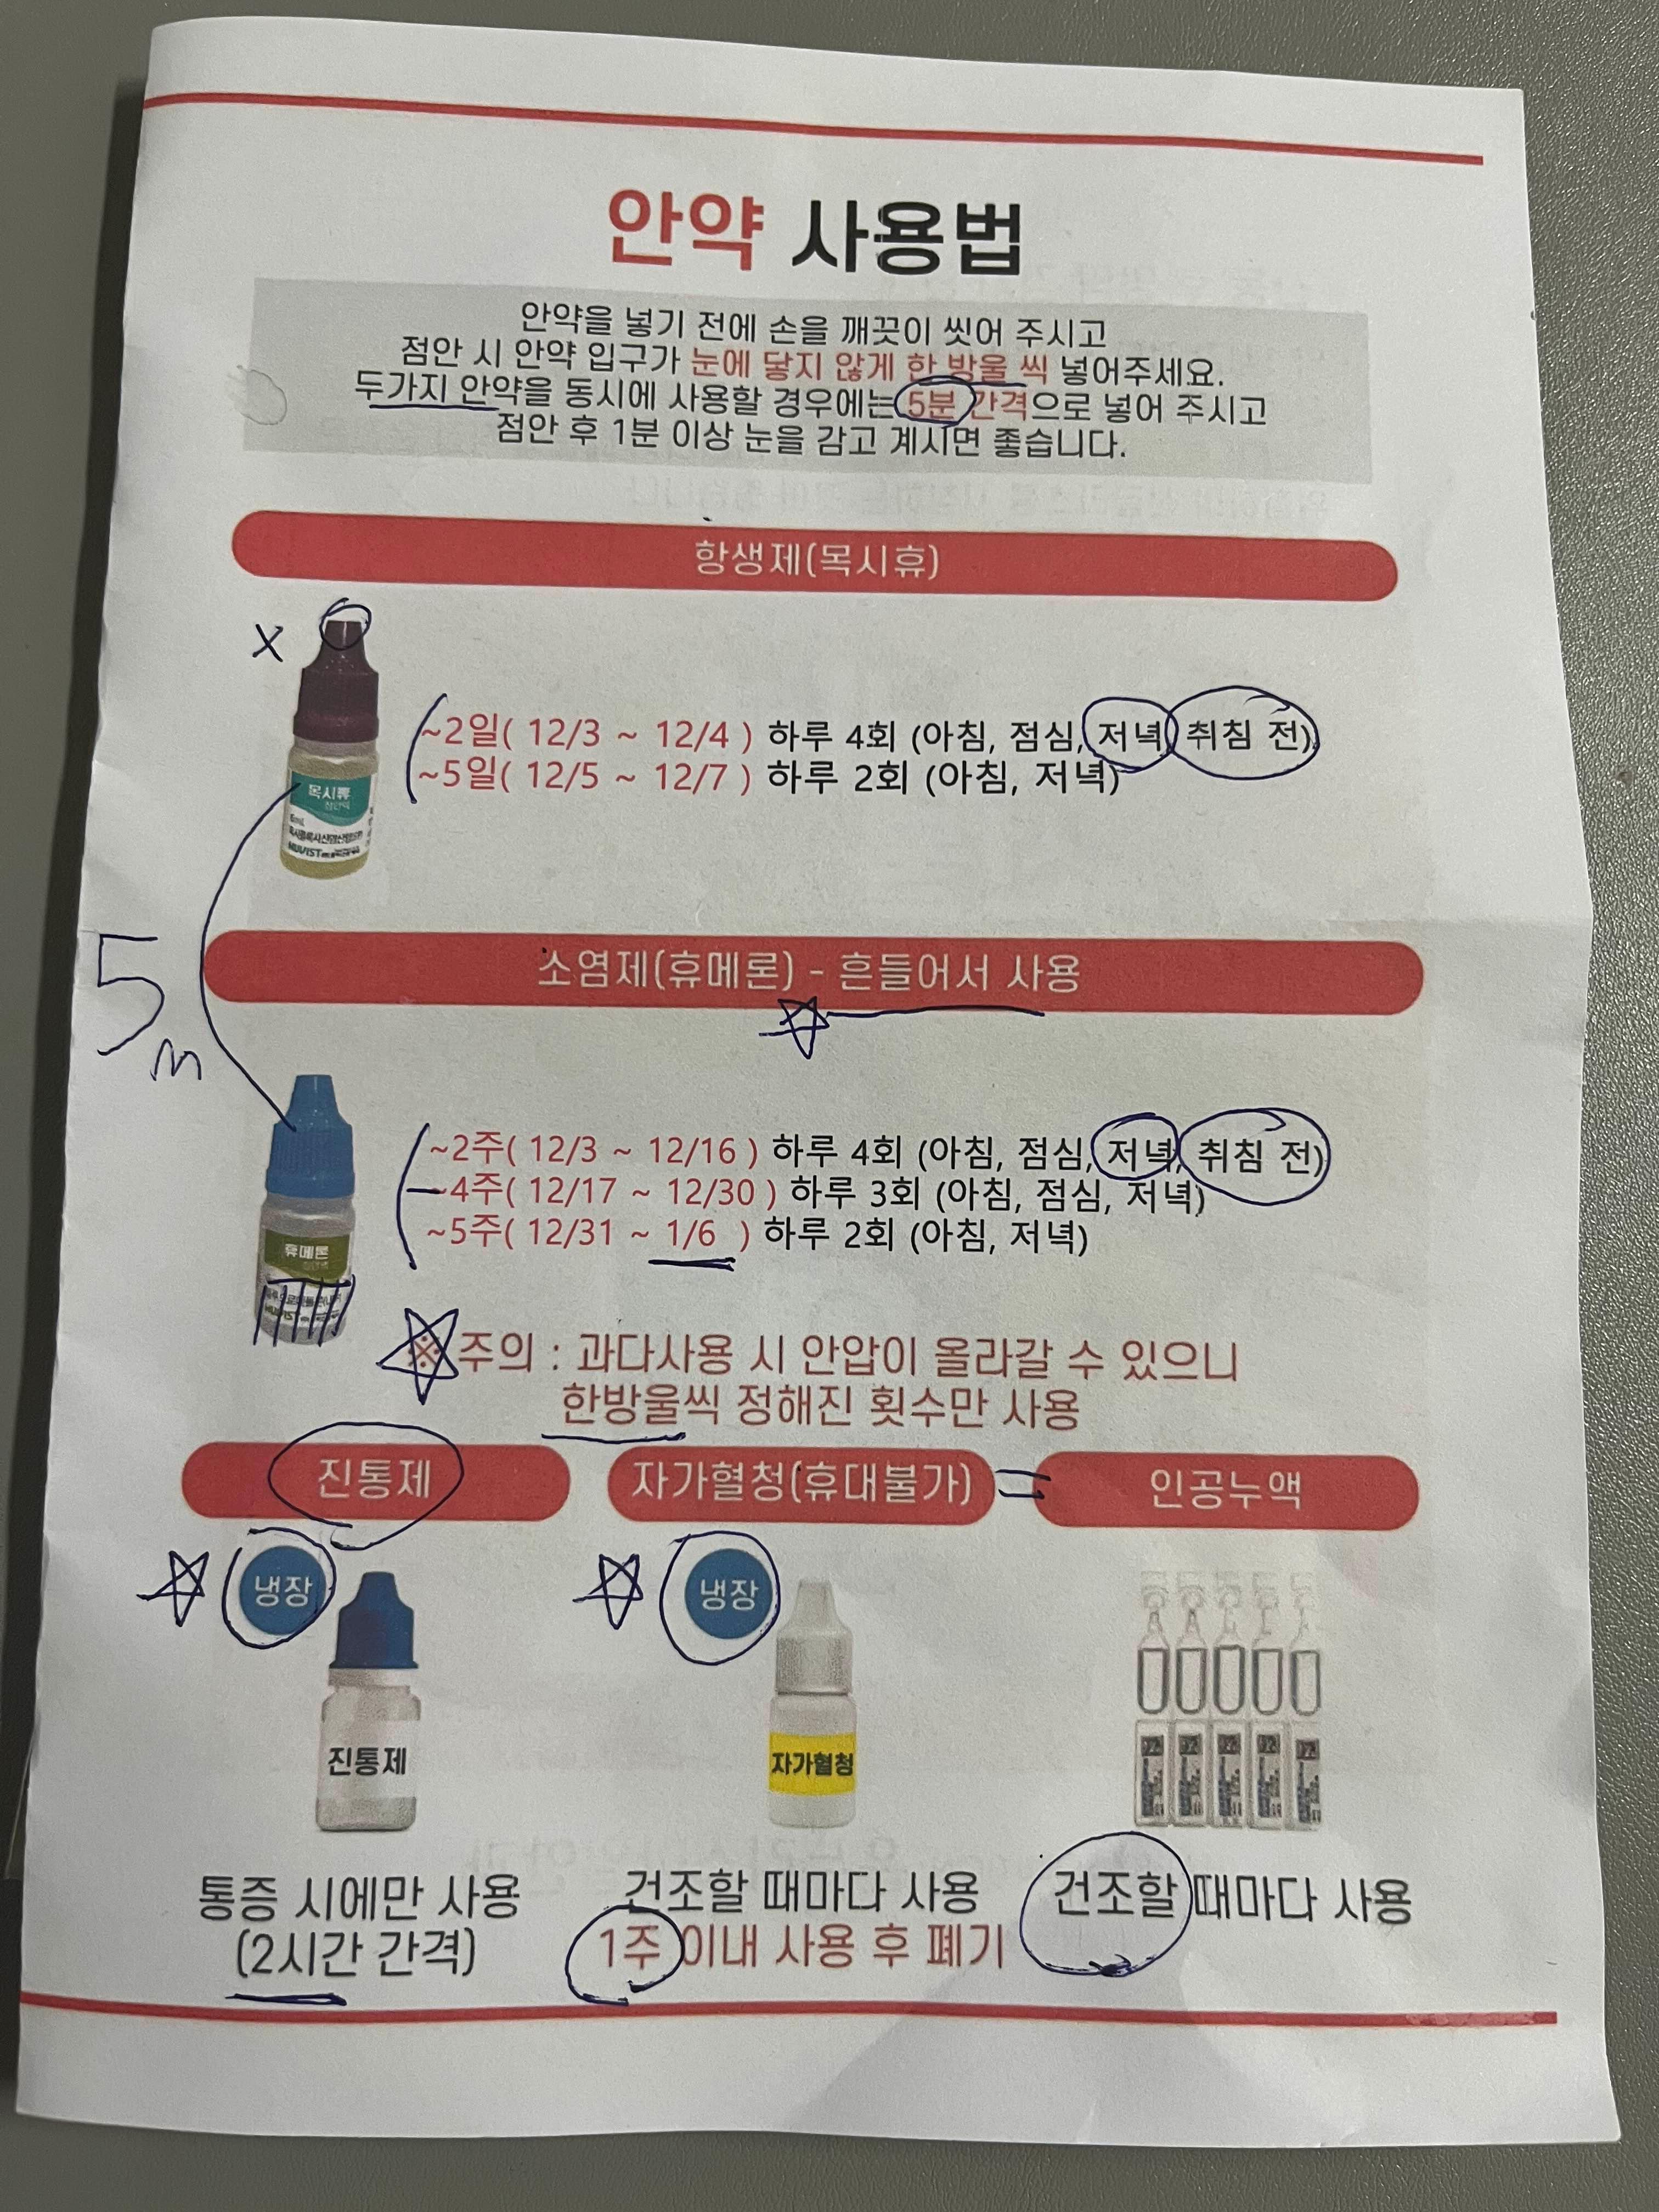 안약 사용법
안약을 넣기 전에 손을 깨끗이 씻어 주시고
점안 시 안약 입구가 눈에 닿지 않게 한 방울 씩 넣어주세요.
두가지 안약을 동시에 사용할 경우에는 5분 간격으로 넣어 주시고
점안 후 1분 이상 눈을 감고 계시면 좋습니다.
항생제(목시휴)
X
~2일( 12/3 ~ 12/4 ) 하루 4회 (아침, 점심, 저녁, 취침 전)
~5일( 12/5 ~ 12/7 ) 하루 2회 (아침, 저녁)
목시휴
점안액
5m
소염제(휴메론) - 흔들어서 사용
~2주( 12/3 ~ 12/16 ) 하루 4회 (아침, 점심, 저녁, 취침 전)
~4주( 12/17 ~ 12/30 ) 하루 3회 (아침, 점심, 저녁)
~5주( 12/31 ~ 1/6 ) 하루 2회 (아침, 저녁)
휴메론
※주의 : 과다사용 시 안압이 올라갈 수 있으니
한방울씩 정해진 횟수만 사용
진통제 자가혈청(휴대불가) = 인공누액
냉장 냉장
진통제 자가혈청
통증 시에만 사용 건조할 때마다 사용 건조할 때마다 사용
(2시간 간격) 1주 이내 사용 후 폐기